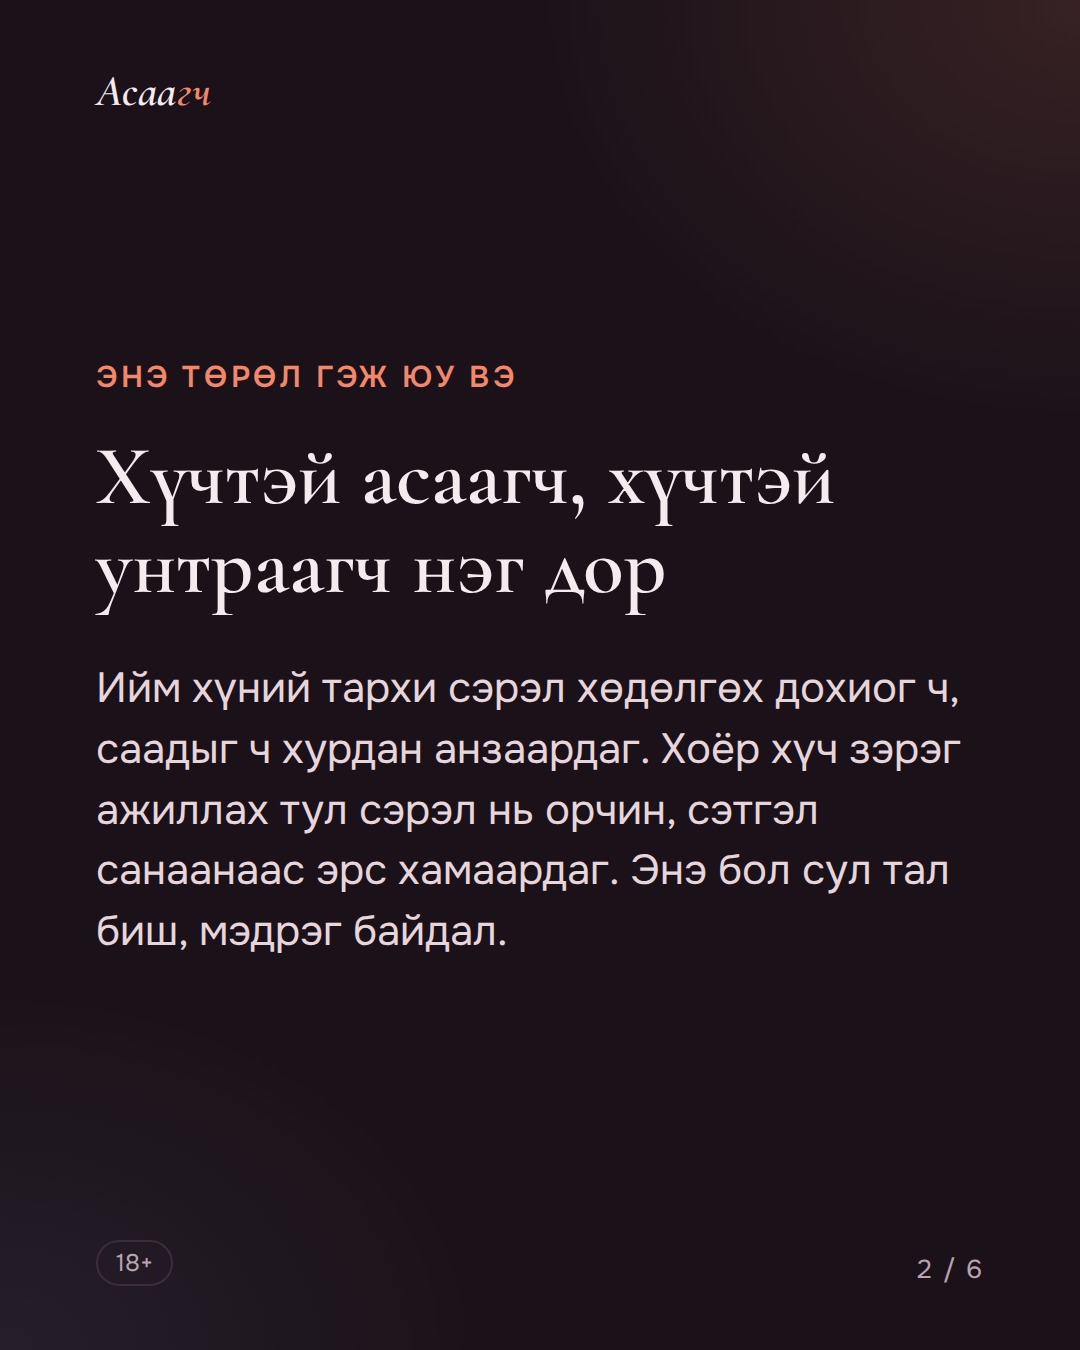 Асаагч
ЭНЭ ТӨРӨЛ ГЭЖ ЮУ ВЭ
Хүчтэй асаагч, хүчтэй
унтраагч нэг дор
Ийм хүний тархи сэрэл хөдөлгөх дохиог ч,
саадыг ч хурдан анзаардаг. Хоёр хүч зэрэг
ажиллах тул сэрэл нь орчин, сэтгэл
санаанаас эрс хамаардаг. Энэ бол сул тал
биш, мэдрэг байдал.
18+
2 / 6